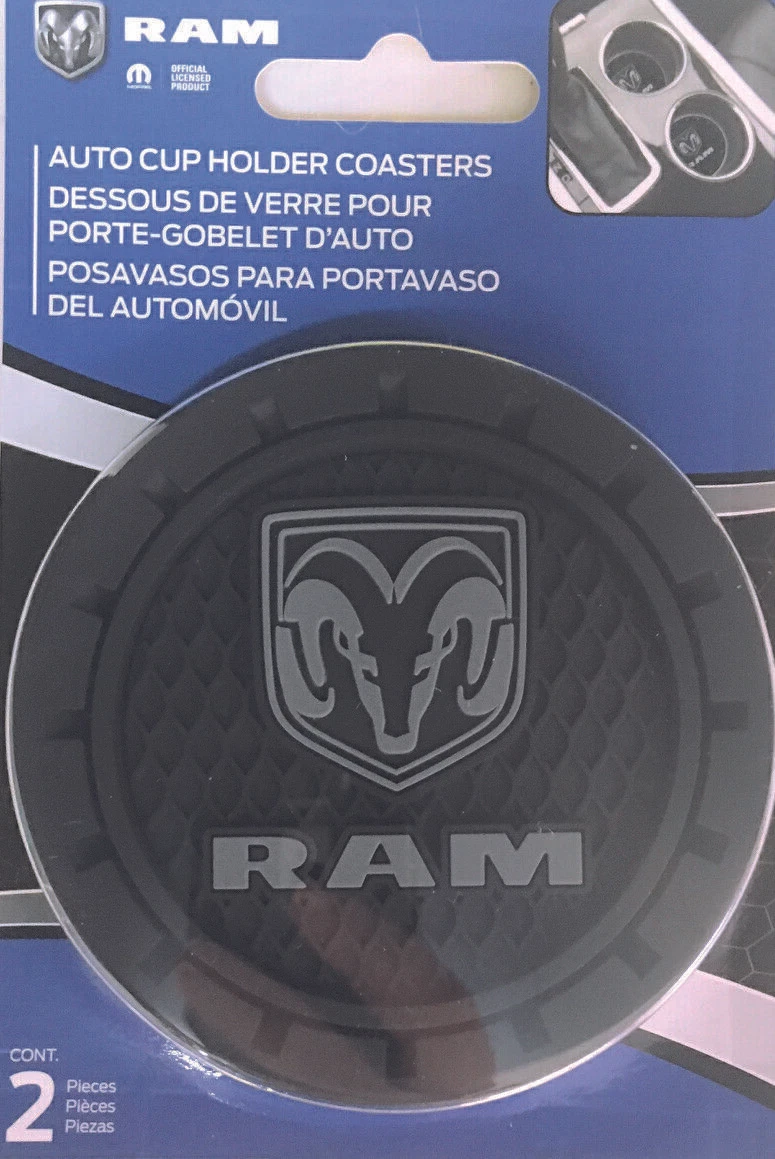 RAM
OFFICIAL
LICENSED
PRODUCT
MOPAR
AUTO CUP HOLDER COASTERS
DESSOUS DE VERRE POUR
PORTE-GOBELET D'AUTO
POSAVASOS PARA PORTAVASO
DEL AUTOMÓVIL
RAM
CONT.
2
Pieces
Pièces
Piezas